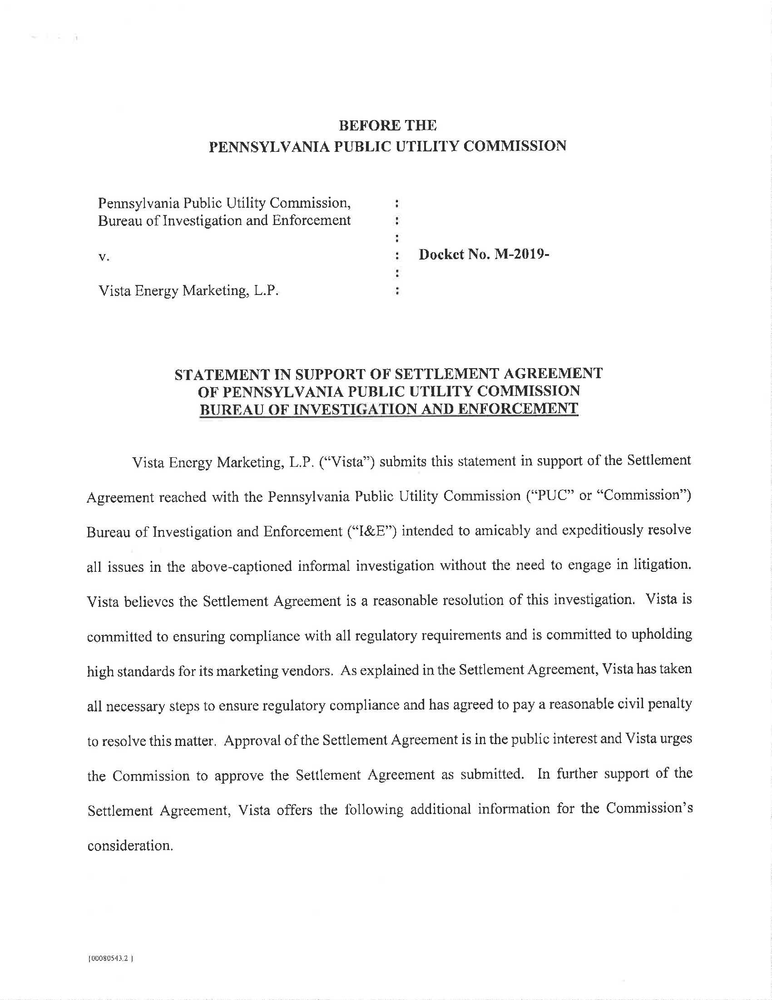 BEFORE THE
PENNSYLVANIA PUBLIC UTILITY COMMISSION
Pennsylvania Public Utility Commission, :
Bureau of Investigation and Enforcement :
:
v. : Docket No. M-2019-
:
Vista Energy Marketing, L.P. :
STATEMENT IN SUPPORT OF SETTLEMENT AGREEMENT
OF PENNSYLVANIA PUBLIC UTILITY COMMISSION
BUREAU OF INVESTIGATION AND ENFORCEMENT
Vista Energy Marketing, L.P. (“Vista”) submits this statement in support of the Settlement
Agreement reached with the Pennsylvania Public Utility Commission (“PUC” or “Commission”)
Bureau of Investigation and Enforcement (“I&E”) intended to amicably and expeditiously resolve
all issues in the above-captioned informal investigation without the need to engage in litigation.
Vista believes the Settlement Agreement is a reasonable resolution of this investigation. Vista is
committed to ensuring compliance with all regulatory requirements and is committed to upholding
high standards for its marketing vendors. As explained in the Settlement Agreement, Vista has taken
all necessary steps to ensure regulatory compliance and has agreed to pay a reasonable civil penalty
to resolve this matter. Approval of the Settlement Agreement is in the public interest and Vista urges
the Commission to approve the Settlement Agreement as submitted. In further support of the
Settlement Agreement, Vista offers the following additional information for the Commission’s
consideration.
{00080543.2 }